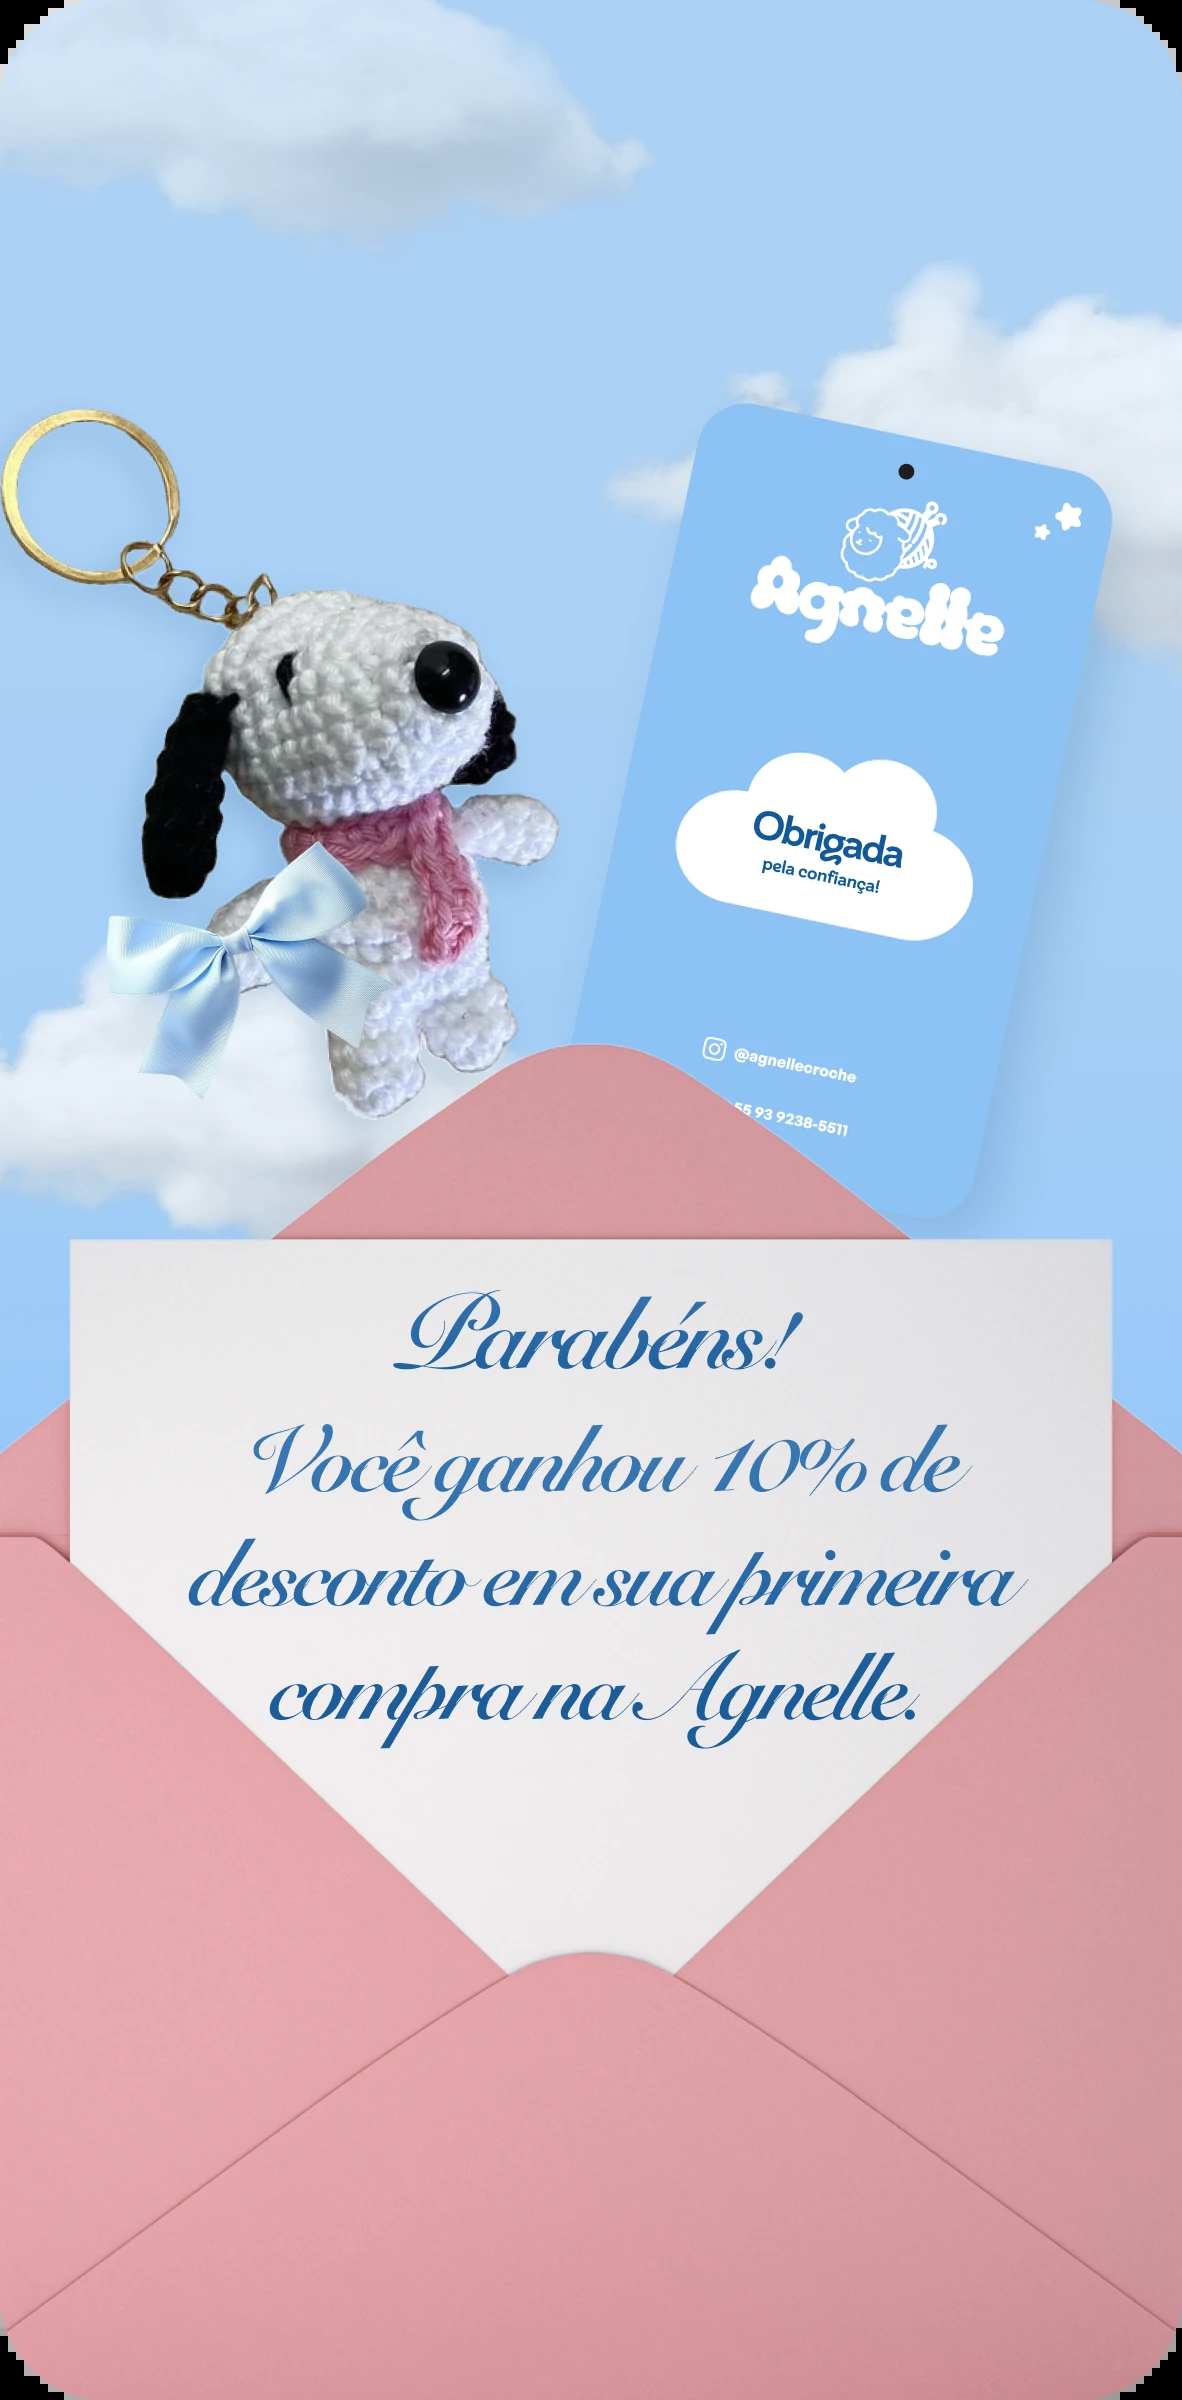 Agnelle
Obrigada
pela confiança!
@agnellecroche
55 93 9238-5511
Parabéns!
Você ganhou 10% de
desconto em sua primeira
compra na Agnelle.